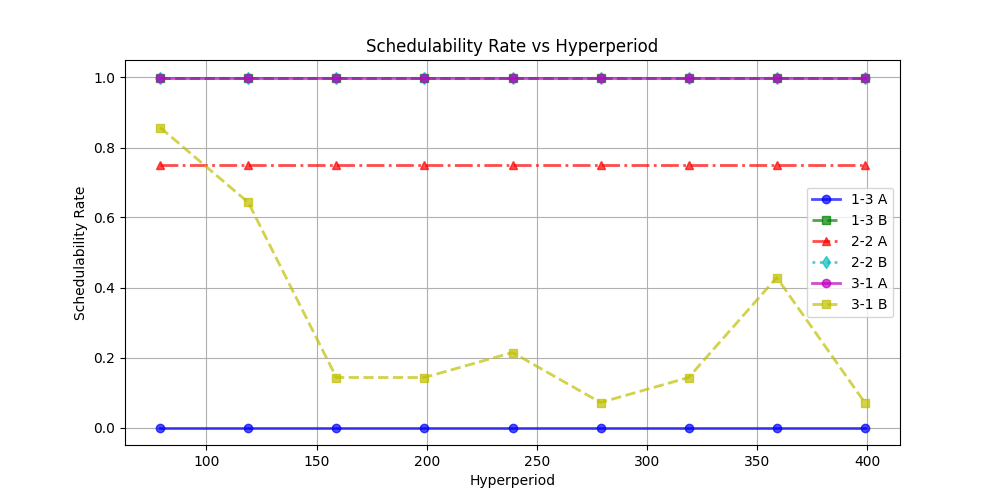 Schedulability Rate vs Hyperperiod
Schedulability Rate
1.0
0.8
0.6
0.4
0.2
0.0
1-3 A
1-3 B
2-2 A
2-2 B
3-1 A
3-1 B
100 150 200 250 300 350 400
Hyperperiod